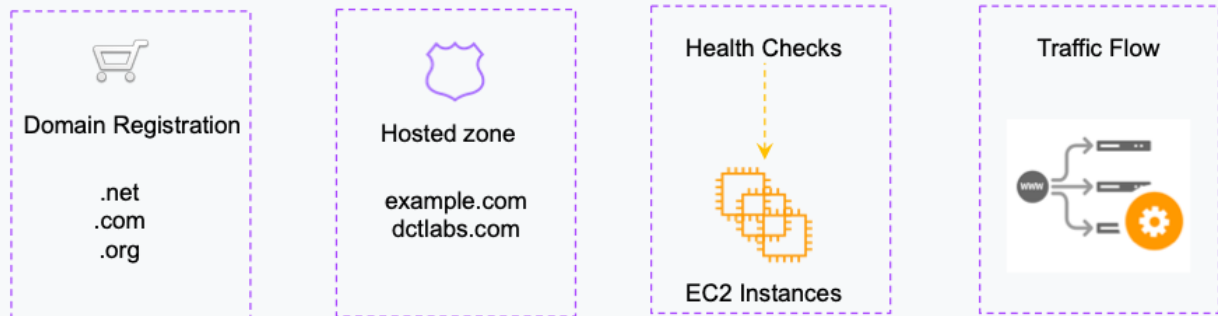 Domain Registration
.net
.com
.org
Hosted zone
example.com
dctlabs.com
Health Checks
EC2 Instances
Traffic Flow
www